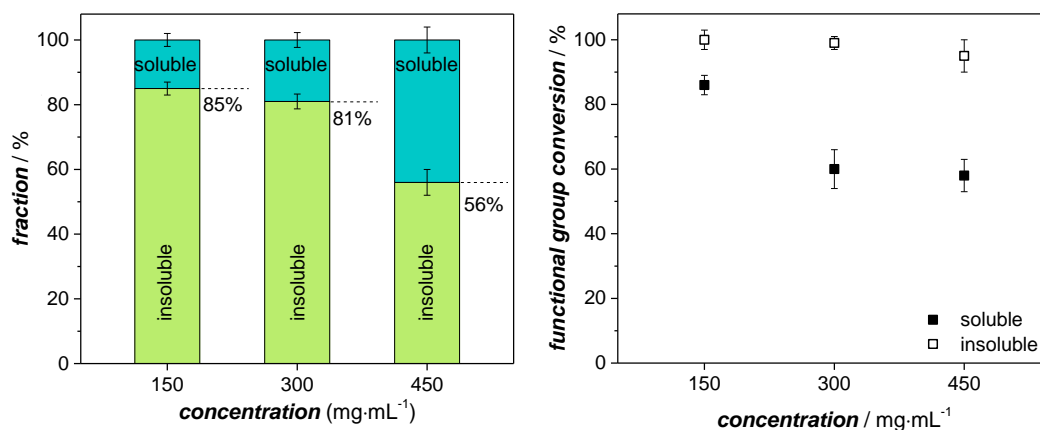 fraction / %
100
80
60
40
20
0
soluble
soluble
soluble
85%
81%
56%
insoluble
insoluble
insoluble
150
300
450
concentration (mg·mL⁻¹)
functional group conversion / %
100
80
60
40
20
0
soluble
insoluble
150
300
450
concentration / mg·mL⁻¹